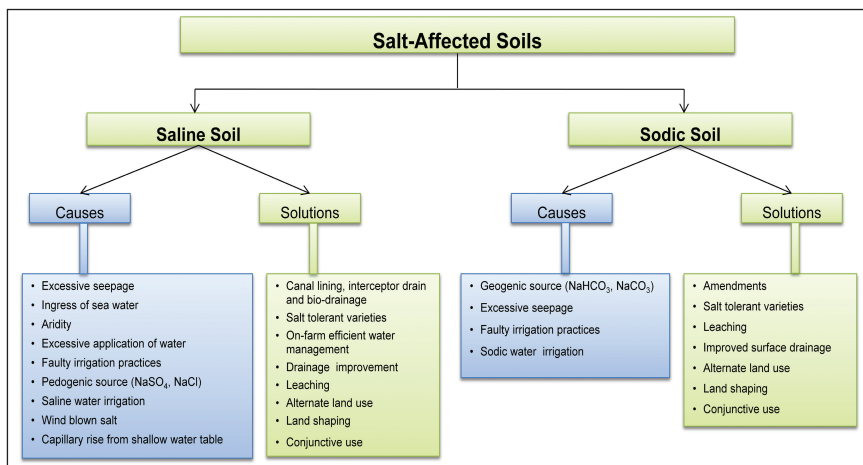 Salt-Affected Soils
Saline Soil
Sodic Soil
Causes
Solutions
Causes
Solutions
• Excessive seepage
• Ingress of sea water
• Aridity
• Excessive application of water
• Faulty irrigation practices
• Pedogenic source (NaSO₄, NaCl)
• Saline water irrigation
• Wind blown salt
• Capillary rise from shallow water table
• Canal lining, interceptor drain
and bio-drainage
• Salt tolerant varieties
• On-farm efficient water
management
• Drainage improvement
• Leaching
• Alternate land use
• Land shaping
• Conjunctive use
• Geogenic source (NaHCO₃, NaCO₃)
• Excessive seepage
• Faulty irrigation practices
• Sodic water irrigation
• Amendments
• Salt tolerant varieties
• Leaching
• Improved surface drainage
• Alternate land use
• Land shaping
• Conjunctive use